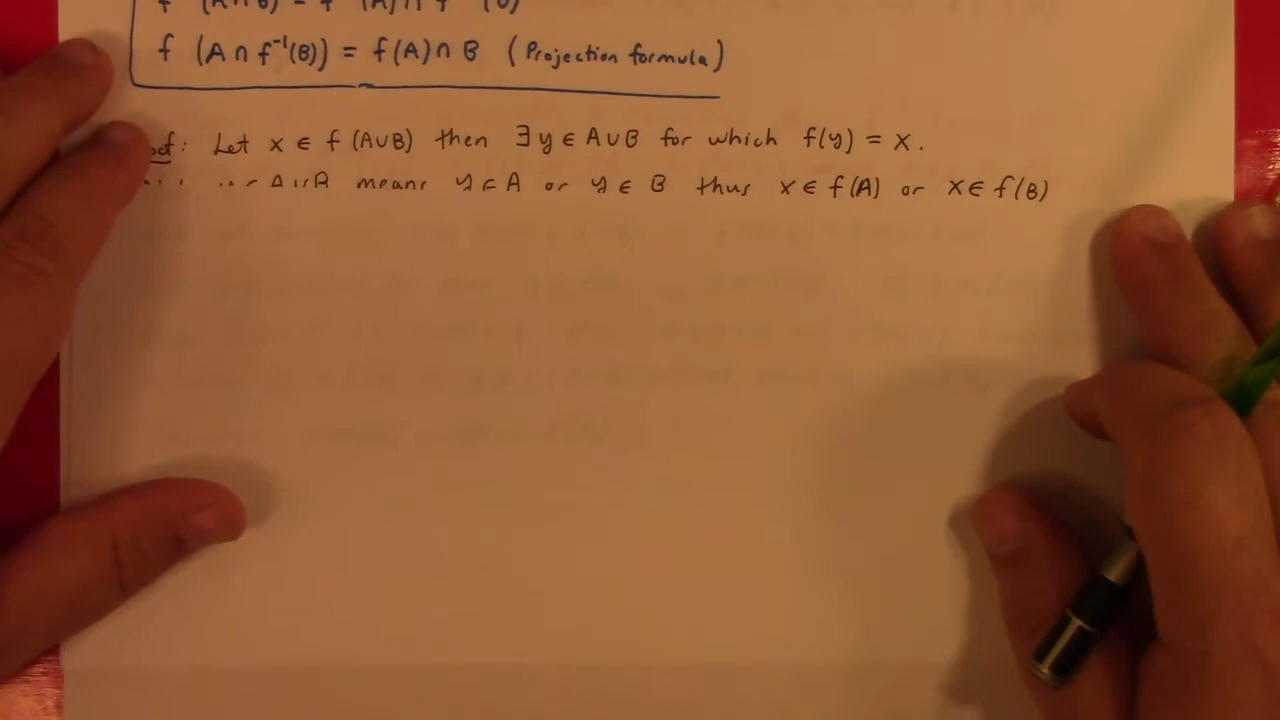 f (A ∩ f⁻¹(B)) = f(A) ∩ B (Projection formula)
Let x ∈ f(A∪B) then ∃ y ∈ A∪B for which f(y) = x.
A∪B means y ∈ A or y ∈ B thus x ∈ f(A) or x ∈ f(B)